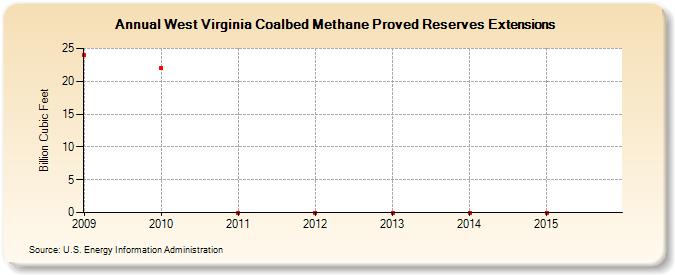 Annual West Virginia Coalbed Methane Proved Reserves Extensions
Billion Cubic Feet
25
20
15
10
5
0
2009 2010 2011 2012 2013 2014 2015
Source: U.S. Energy Information Administration